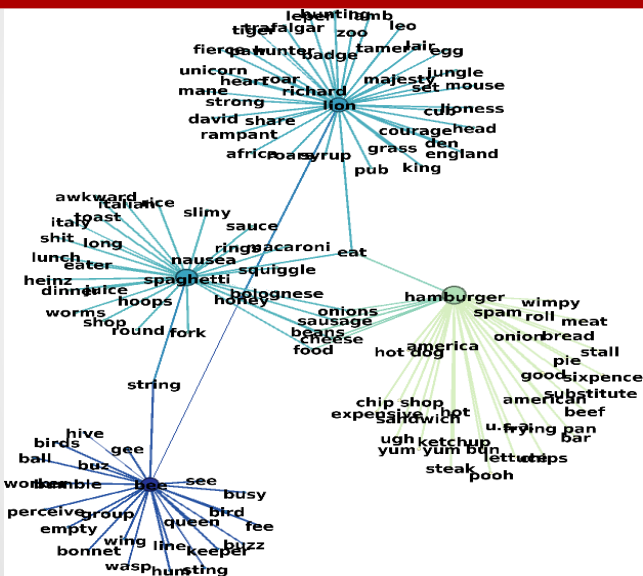 hunting
leper lamb
tiger trafalgar leo
zoo
fierce paw hunter tamer lair egg
badge
unicorn jungle
heart roar majesty set mouse
mane richard
strong lion cub lioness
david share courage head
rampant den
africa roars syrup grass england
pub king
awkward italian rice
toast slimy
italy sauce
shit long rings macaroni eat
lunch nausea
eater squiggle
heinz spaghetti
dinner juice bolognese hamburger
hoops honey wimpy
worms onions spam roll
shop sausage meat
round fork beans onion bread
cheese
food hot dog america stall
pie
good sixpence
string substitute
american
chip shop beef
expensive hot
sandwich u.s.a. frying pan
hive ugh ketchup bar
birds gee yum yum bun
ball buz lettuce chips
steak pooh
worker bumble bee see
busy
perceive group bird
empty queen fee
wing
bonnet line keeper buzz
wasp hum sting